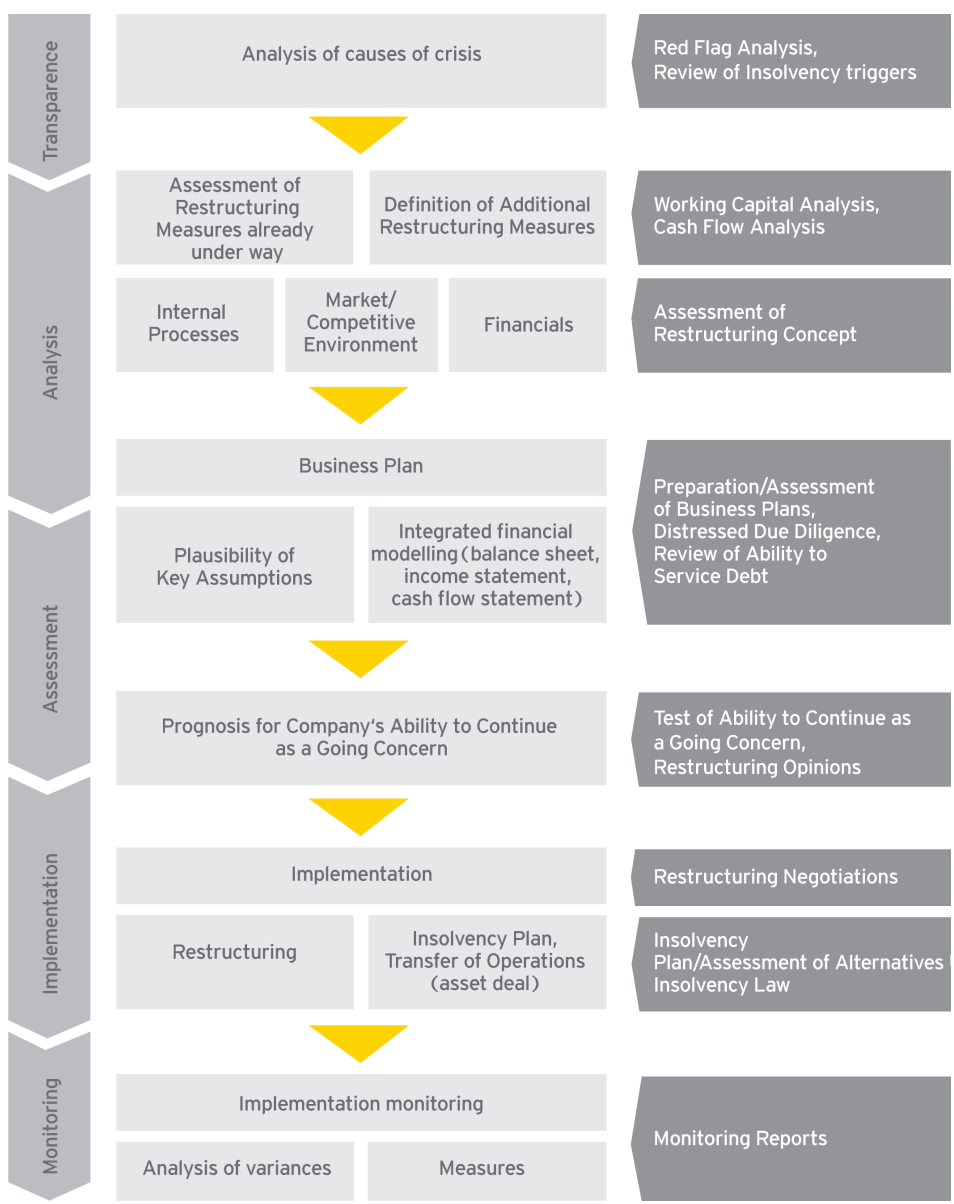 Transparence
Analysis of causes of crisis
Red Flag Analysis,
Review of Insolvency triggers
Analysis
Assessment of
Restructuring
Measures already
under way
Definition of Additional
Restructuring Measures
Working Capital Analysis,
Cash Flow Analysis
Internal
Processes
Market/
Competitive
Environment
Financials
Assessment of
Restructuring Concept
Business Plan
Preparation/Assessment
of Business Plans,
Distressed Due Diligence,
Review of Ability to
Service Debt
Assessment
Plausibility of
Key Assumptions
Integrated financial
modelling (balance sheet,
income statement,
cash flow statement)
Prognosis for Company‘s Ability to Continue
as a Going Concern
Test of Ability to Continue as
a Going Concern,
Restructuring Opinions
Implementation
Implementation
Restructuring Negotiations
Restructuring
Insolvency Plan,
Transfer of Operations
(asset deal)
Insolvency
Plan/Assessment of Alternatives
Insolvency Law
Monitoring
Implementation monitoring
Monitoring Reports
Analysis of variances
Measures